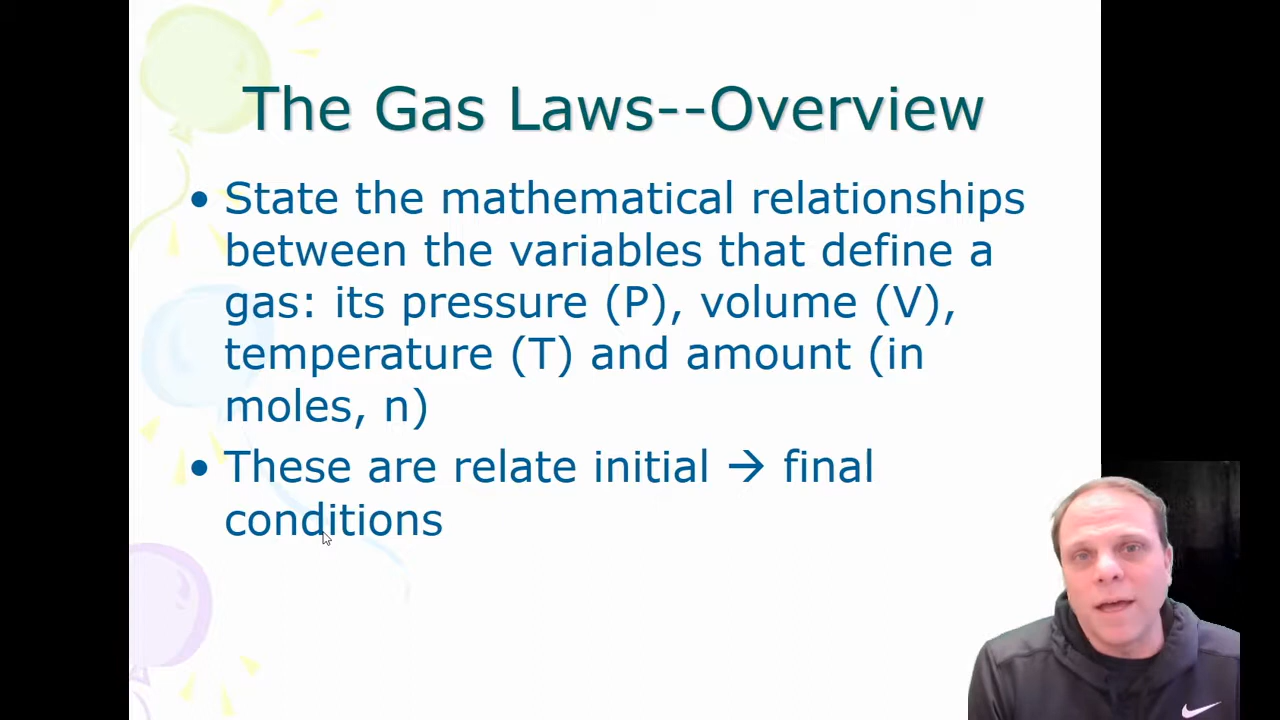 The Gas Laws--Overview
• State the mathematical relationships
between the variables that define a
gas: its pressure (P), volume (V),
temperature (T) and amount (in
moles, n)
• These are relate initial → final
conditions